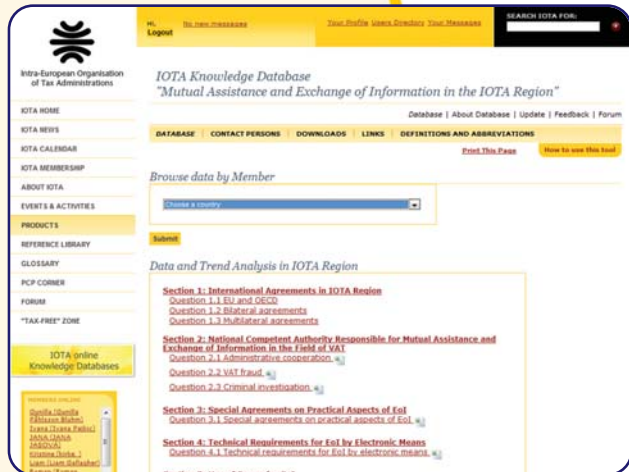 HI,
Logout
No new messages
Your Profile Users Directory Your Messages
SEARCH IOTA FOR:
Intra-European Organisation
of Tax Administrations
IOTA HOME
IOTA NEWS
IOTA CALENDAR
IOTA MEMBERSHIP
ABOUT IOTA
EVENTS & ACTIVITIES
PRODUCTS
REFERENCE LIBRARY
GLOSSARY
PCP CORNER
FORUM
"TAX-FREE" ZONE
IOTA online
Knowledge Databases
MEMBERS ONLINE
Gunilla (Gunilla
JANA (JANA
Liam (Liam Gallagher)
IOTA Knowledge Database
"Mutual Assistance and Exchange of Information in the IOTA Region"
Database | About Database | Update | Feedback | Forum
DATABASE | CONTACT PERSONS | DOWNLOADS | LINKS | DEFINITIONS AND ABBREVIATIONS
Print This Page
How to use this tool
Browse data by Member
Choose a country
Submit
Data and Trend Analysis in IOTA Region
Section 1: International Agreements in IOTA Region
Question 1.1 EU and OECD
Question 1.2 Bilateral agreements
Question 1.3 Multilateral agreements
Section 2: National Competent Authority Responsible for Mutual Assistance and
Exchange of Information in the Field of VAT
Question 2.1 Administrative cooperation
Question 2.2 VAT fraud
Question 2.3 Criminal investigation
Section 3: Special Agreements on Practical Aspects of EoI
Question 3.1 Special agreements on practical aspects of EoI
Section 4: Technical Requirements for EoI by Electronic Means
Question 4.1 Technical requirements for EoI by electronic means